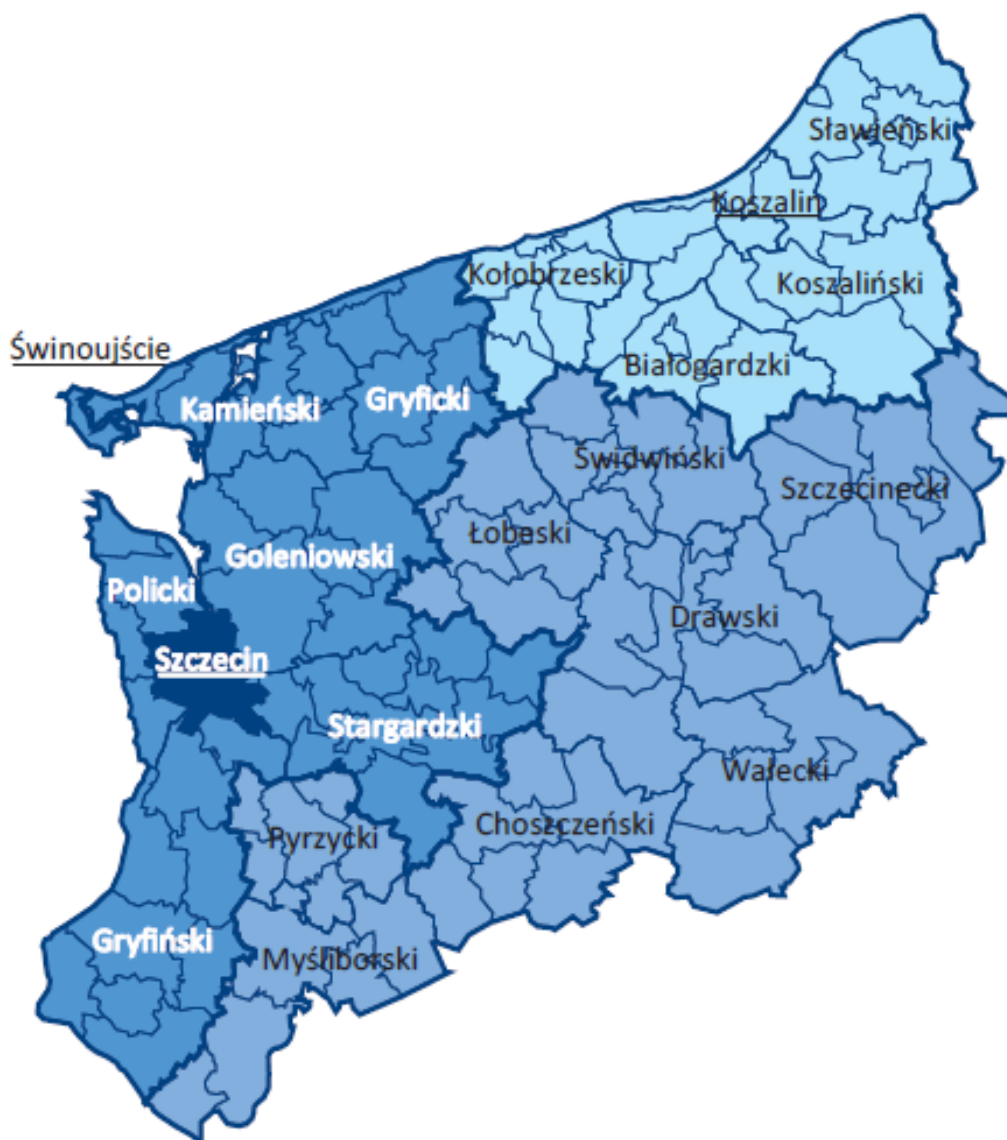 Sławieński
Koszalin
Kołobrzeski
Koszaliński
Świnoujście
Białogardzki
Kamieński
Gryficki
Świdwiński
Szczecinecki
Łobeski
Goleniowski
Policki
Drawski
Szczecin
Stargardzki
Wałecki
Choszczeński
Pyrzycki
Gryfiński
Myśliborski